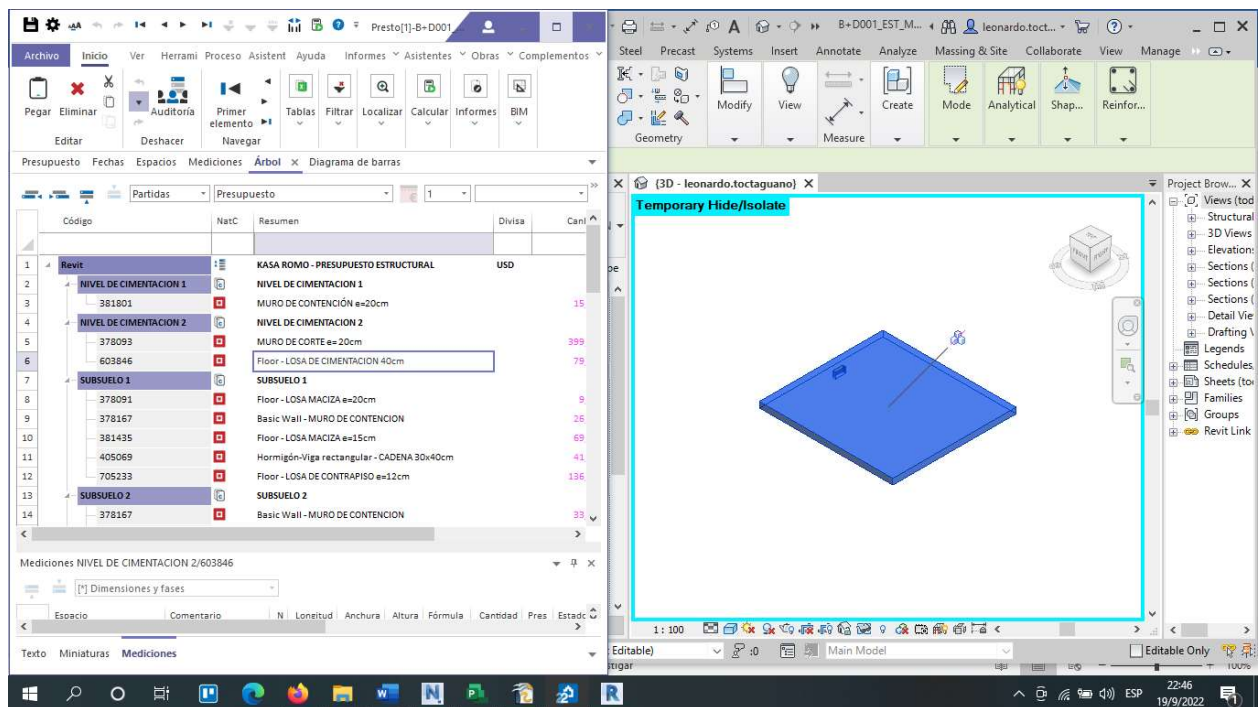 Presto[1]-B+D001_
Archivo Inicio Ver Herrami Proceso Asistent Ayuda Informes Asistentes Obras Complementos
Pegar Eliminar Auditoría Primer elemento Tablas Filtrar Localizar Calcular Informes BIM
Editar Deshacer Navegar
Presupuesto Fechas Espacios Mediciones Árbol × Diagrama de barras
Partidas Presupuesto 1
Código NatC Resumen Divisa
1 Revit KASA ROMO - PRESUPUESTO ESTRUCTURAL USD
2 NIVEL DE CIMENTACION 1 NIVEL DE CIMENTACION 1
3 381801 MURO DE CONTENCIÓN e=20cm 15
4 NIVEL DE CIMENTACION 2 NIVEL DE CIMENTACION 2
5 378093 MURO DE CORTE e= 20cm 399
6 603846 Floor - LOSA DE CIMENTACION 40cm 79
7 SUBSUELO 1 SUBSUELO 1
8 378091 Floor - LOSA MACIZA e=20cm 9
9 378167 Basic Wall - MURO DE CONTENCION 26
10 381435 Floor - LOSA MACIZA e=15cm 69
11 405069 Hormigón-Viga rectangular - CADENA 30x40cm 41
12 705233 Floor - LOSA DE CONTRAPISO e=12cm 136
13 SUBSUELO 2 SUBSUELO 2
14 378167 Basic Wall - MURO DE CONTENCION 33
Mediciones NIVEL DE CIMENTACION 2/603846
[*] Dimensiones y fases
Espacio Comentario N Longitud Anchura Altura Fórmula Cantidad Pres Estado
Texto Miniaturas Mediciones
B+D001_EST_M... leonardo.toct...
Steel Precast Systems Insert Annotate Analyze Massing & Site Collaborate View Manage
Modify View Create Mode Analytical Shap... Reinfor...
Geometry Measure
{3D - leonardo.toctaguano} X
Temporary Hide/Isolate
FRONT
Project Brow... X
Views (tod
Structural
3D Views
Elevation:
Sections (
Sections (
Sections (
Detail Vie
Drafting \
Legends
Schedules,
Sheets (to
Families
Groups
Revit Link
1 : 100
Editable) :0 Main Model Editable Only
100%
ESP
22:46
19/9/2022